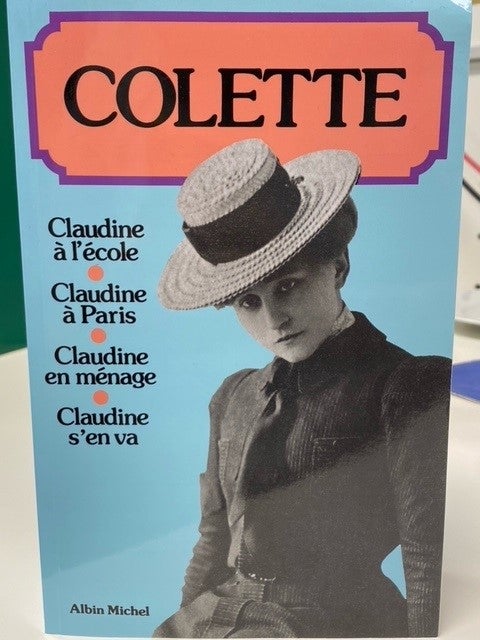 COLETTE
Claudine
à l'école
Claudine
à Paris
Claudine
en ménage
Claudine
s'en va
Albin Michel